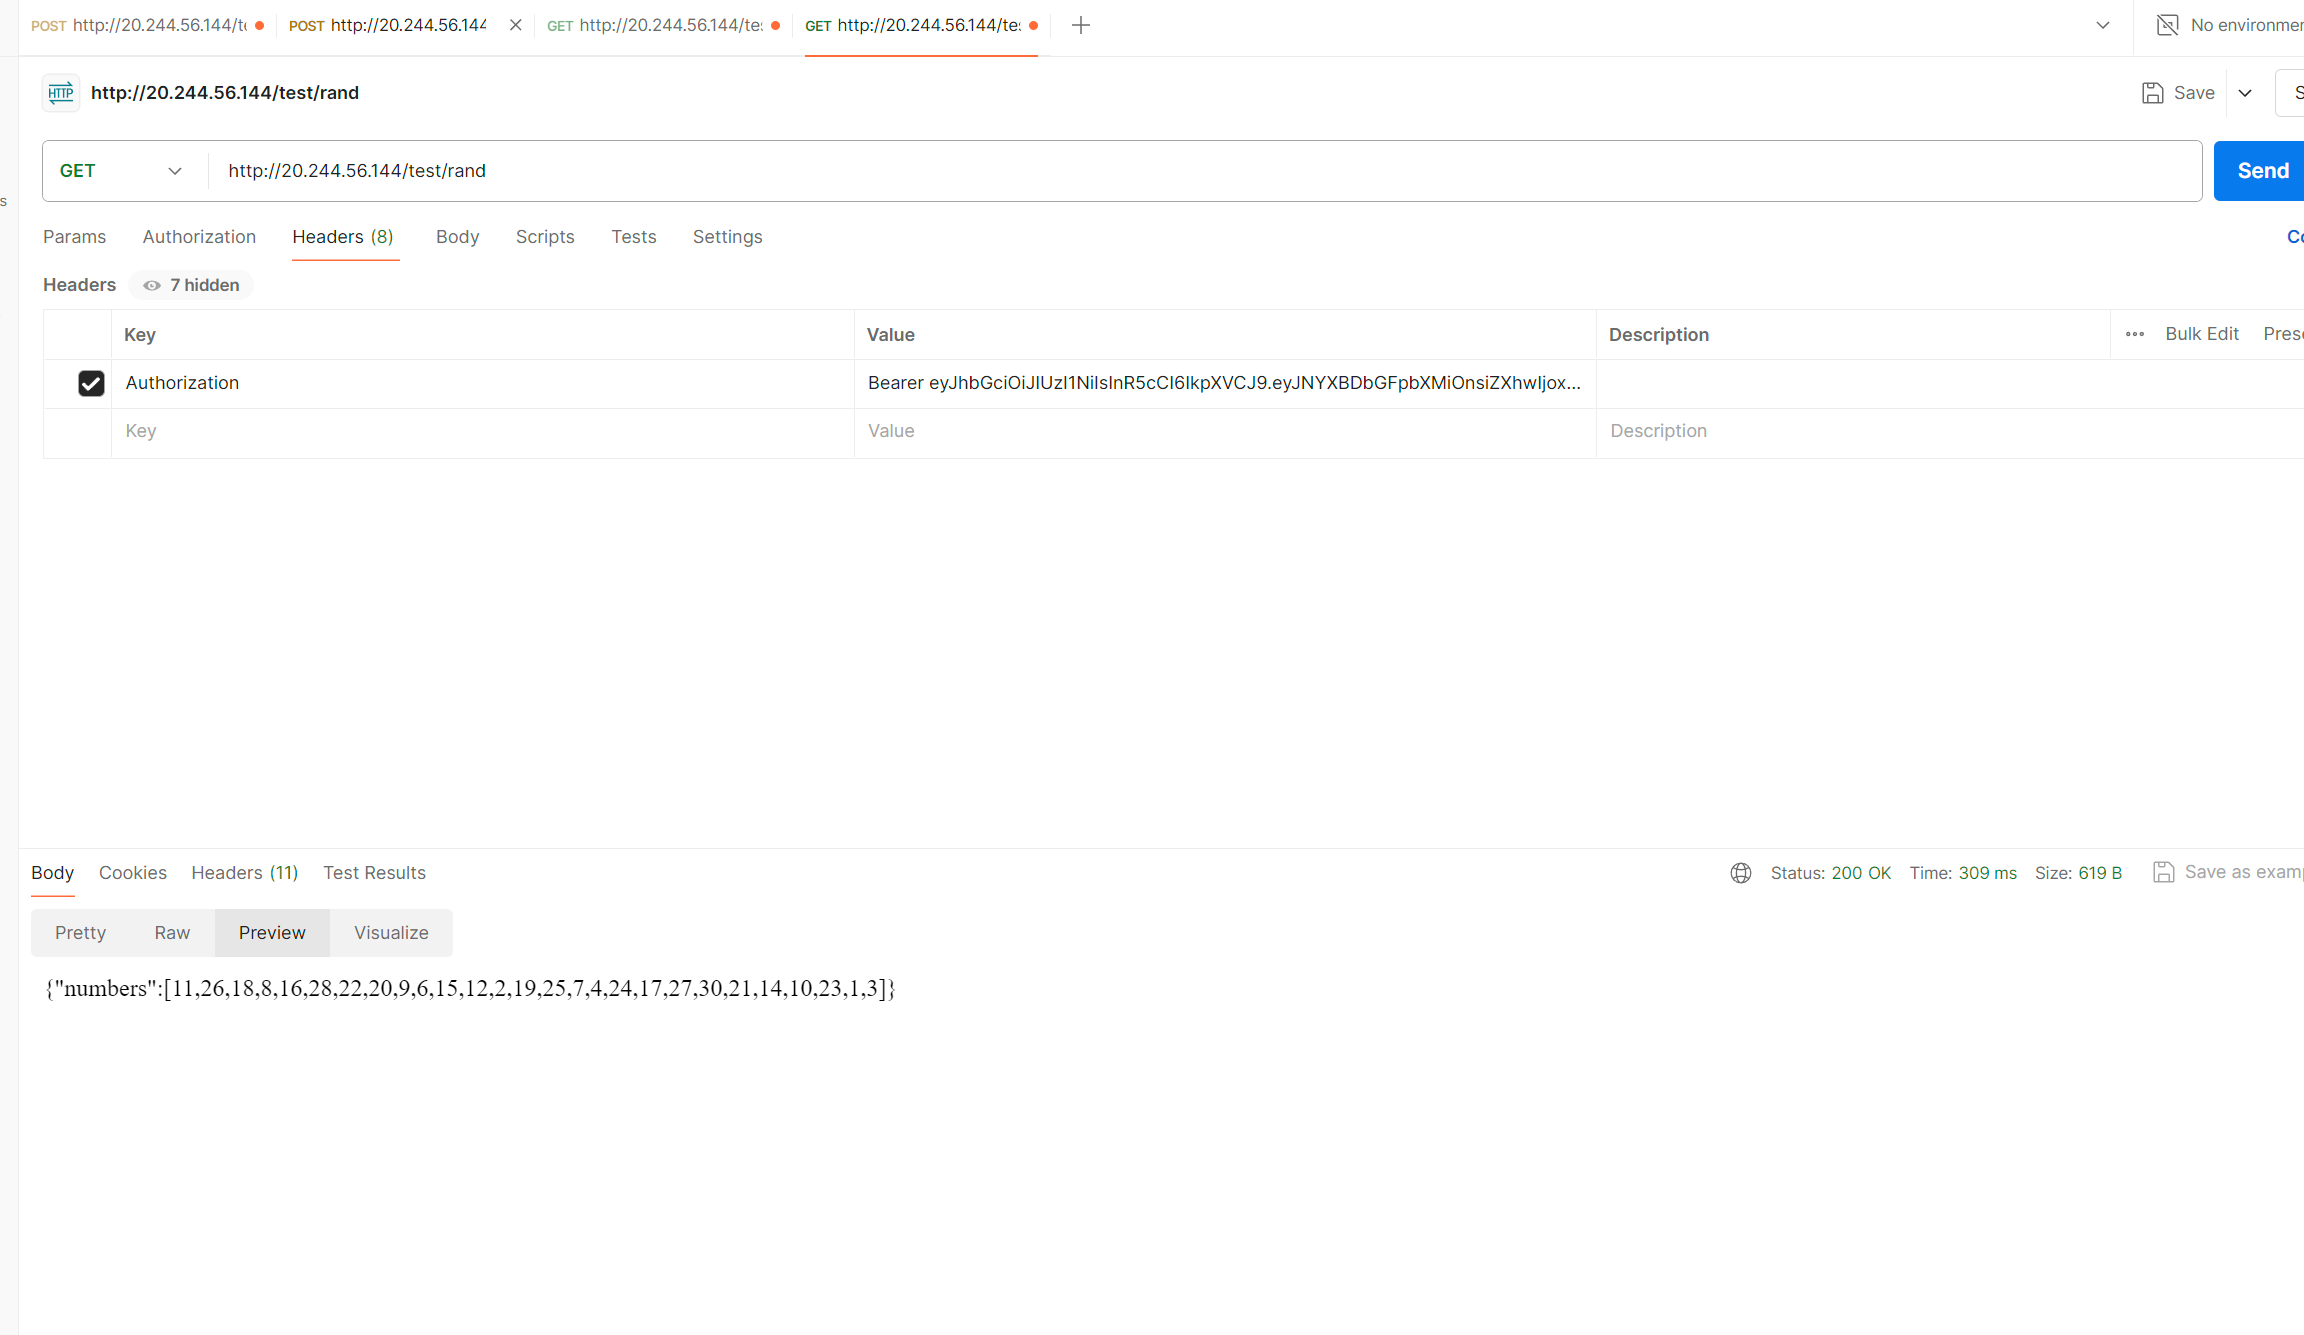 POST http://20.244.56.144/te
POST http://20.244.56.144
GET http://20.244.56.144/tes
GET http://20.244.56.144/tes
No environmen
HTTP http://20.244.56.144/test/rand
Save
S
GET http://20.244.56.144/test/rand
Send
s
Params Authorization Headers (8) Body Scripts Tests Settings
Co
Headers 7 hidden
Key Value Description ••• Bulk Edit Prese
Authorization Bearer eyJhbGciOiJIUzI1NiIsInR5cCI6IkpXVCJ9.eyJNYXBDbGFpbXMiOnsiZXhwIjox...
Key Value Description
Body Cookies Headers (11) Test Results
Status: 200 OK Time: 309 ms Size: 619 B Save as examp
Pretty Raw Preview Visualize
{"numbers":[11,26,18,8,16,28,22,20,9,6,15,12,2,19,25,7,4,24,17,27,30,21,14,10,23,1,3]}